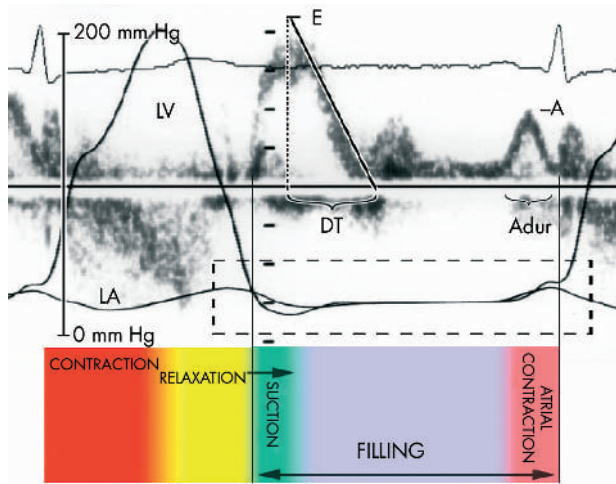 200 mm Hg
E
LV
–A
DT
Adur
LA
0 mm Hg
CONTRACTION
RELAXATION
SUCTION
FILLING
ATRIAL
CONTRACTION